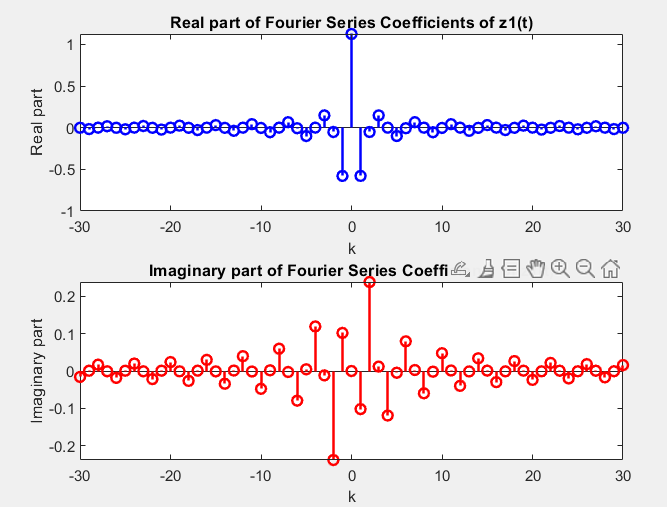 Real part of Fourier Series Coefficients of z1(t)
1
0.5
0
-0.5
-1
Real part
-30 -20 -10 0 10 20 30
k
Imaginary part of Fourier Series Coeffi
0.2
0.1
0
-0.1
-0.2
Imaginary part
-30 -20 -10 0 10 20 30
k